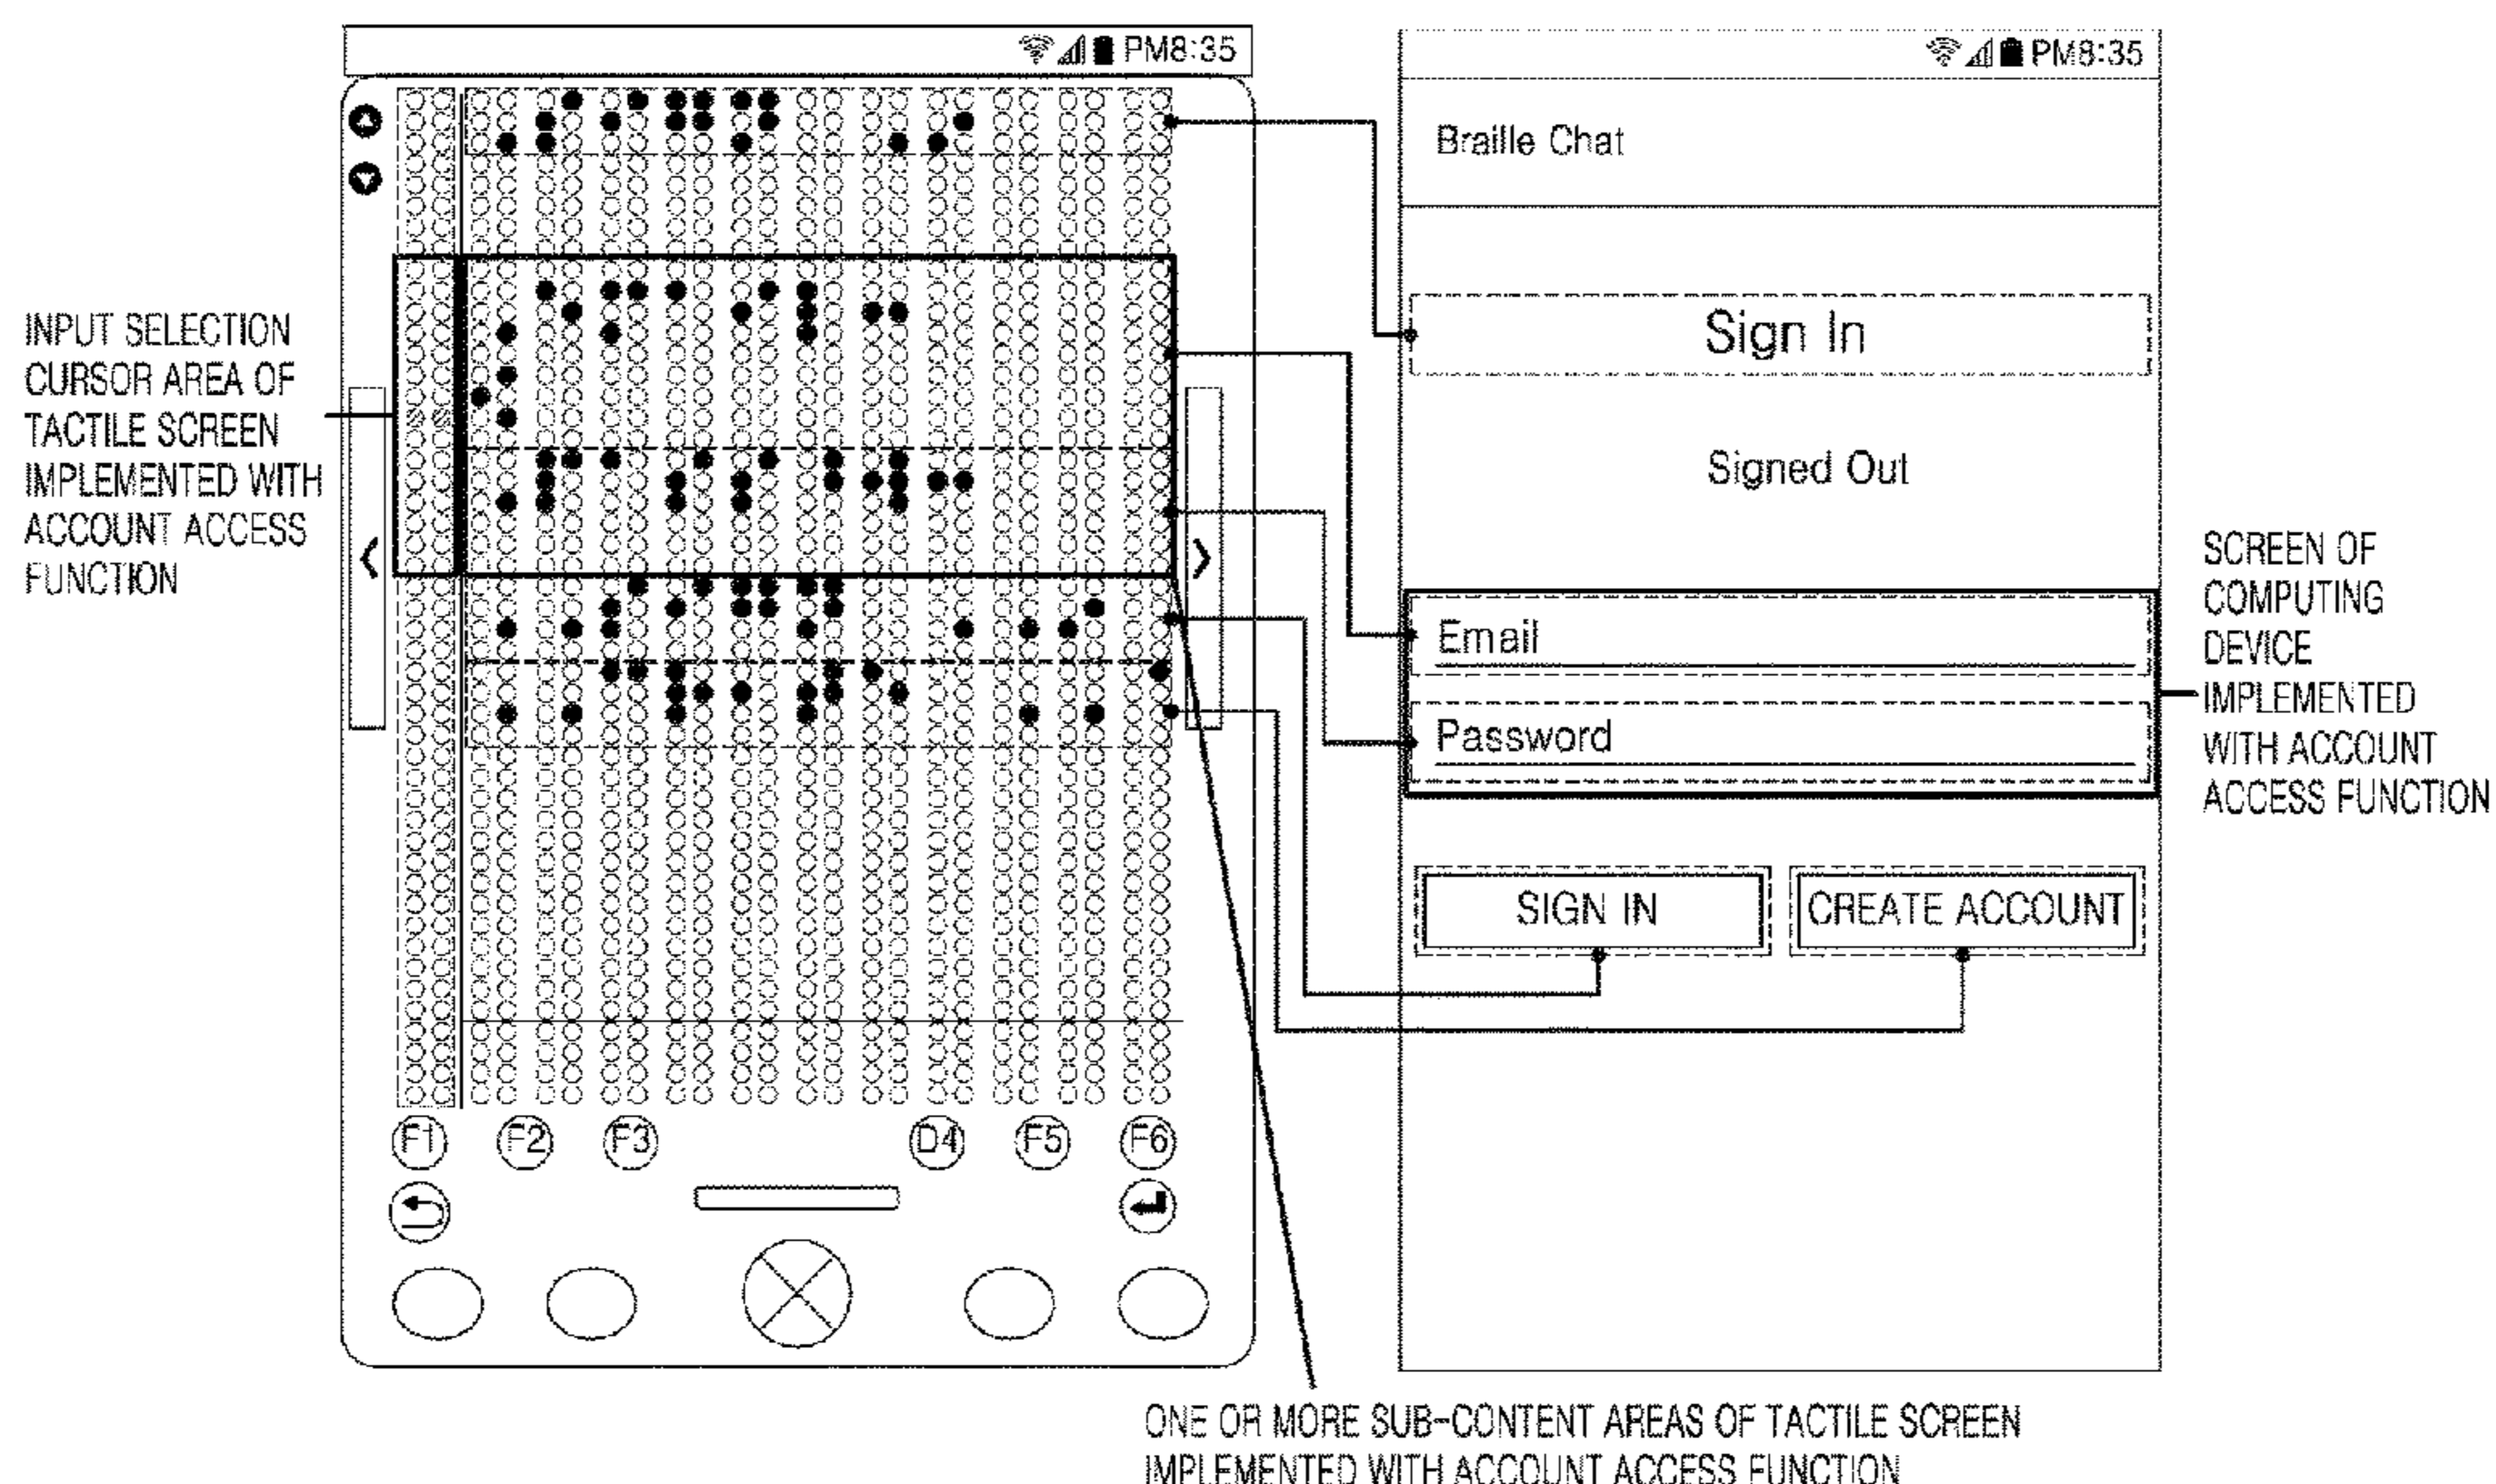 PM8:35
PM8:35
Braille Chat
Sign In
Signed Out
Email
Password
SIGN IN
CREATE ACCOUNT
INPUT SELECTION
CURSOR AREA OF
TACTILE SCREEN
IMPLEMENTED WITH
ACCOUNT ACCESS
FUNCTION
SCREEN OF
COMPUTING
DEVICE
IMPLEMENTED
WITH ACCOUNT
ACCESS FUNCTION
F1 F2 F3 D4 F5 F6
ONE OR MORE SUB-CONTENT AREAS OF TACTILE SCREEN
IMPLEMENTED WITH ACCOUNT ACCESS FUNCTION